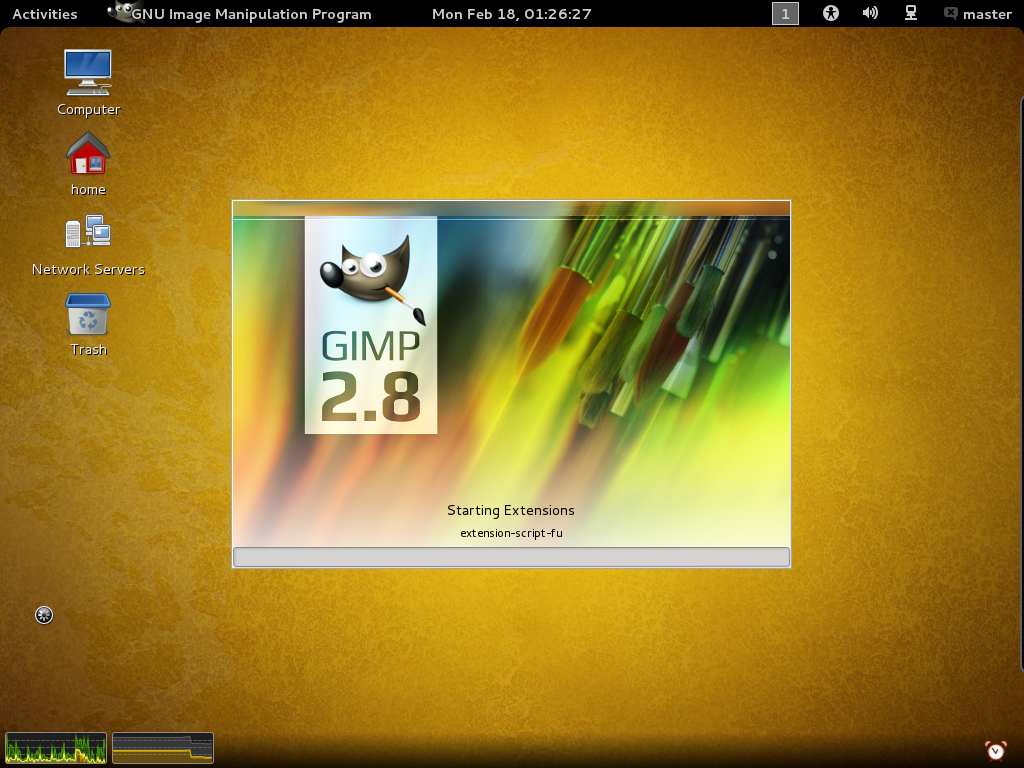 Activities
GNU Image Manipulation Program
Mon Feb 18, 01:26:27
1
master
Computer
home
Network Servers
Trash
GIMP
2.8
Starting Extensions
extension-script-fu